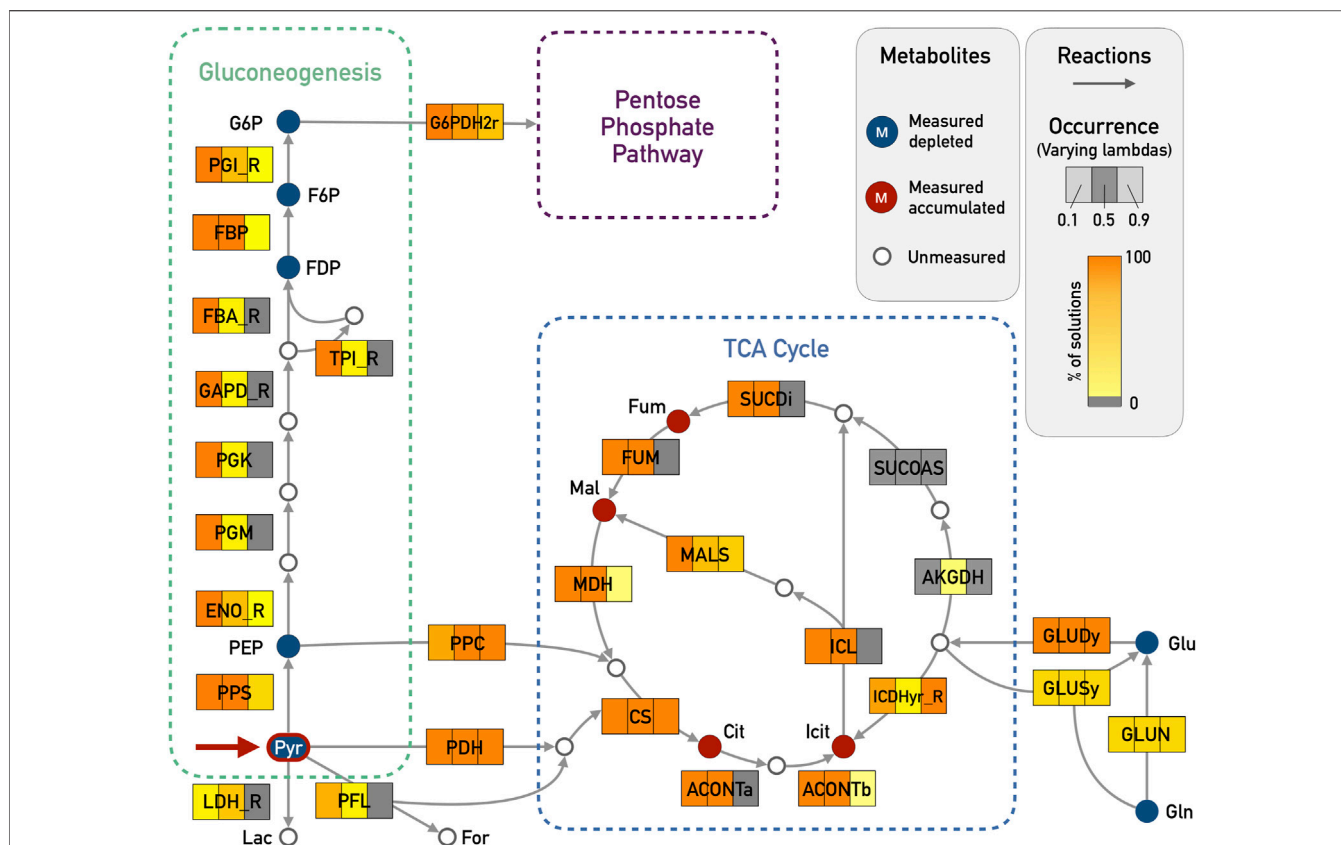 Gluconeogenesis
G6P
PGI_R
F6P
FBP
FDP
FBA_R
TPI_R
GAPD_R
PGK
PGM
ENO_R
PEP
PPS
Pyr
LDH_R
Lac
PFL
For
G6PDH2r
Pentose
Phosphate
Pathway
PPC
PDH
TCA Cycle
Fum
SUCDi
FUM
Mal
MALS
MDH
SUCOAS
AKGDH
ICL
ICDHyr_R
CS
Cit
Icit
ACONTa
ACONTb
GLUDy
Glu
GLUSy
GLUN
Gln
Metabolites
M
Measured
depleted
M
Measured
accumulated
Unmeasured
Reactions
Occurrence
(Varying lambdas)
0.1 0.5 0.9
100
% of solutions
0